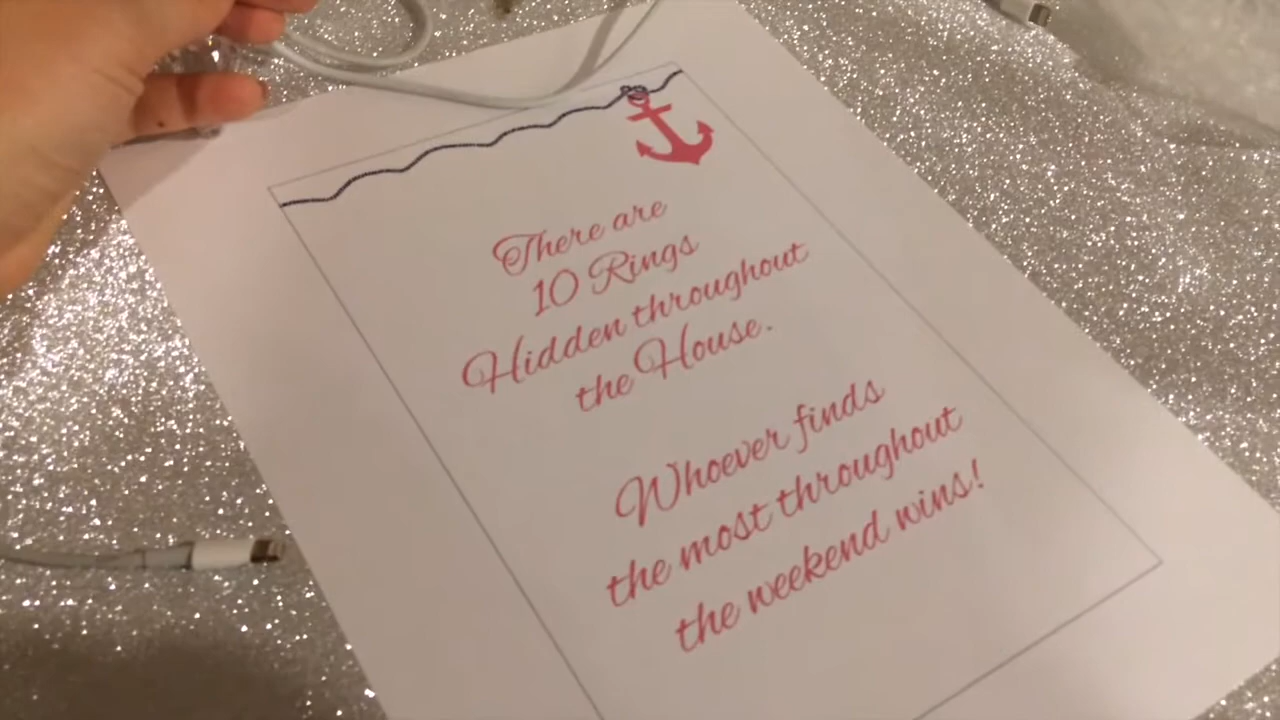 There are
10 Rings
Hidden throughout
the House.
Whoever finds
the most throughout
the weekend wins!